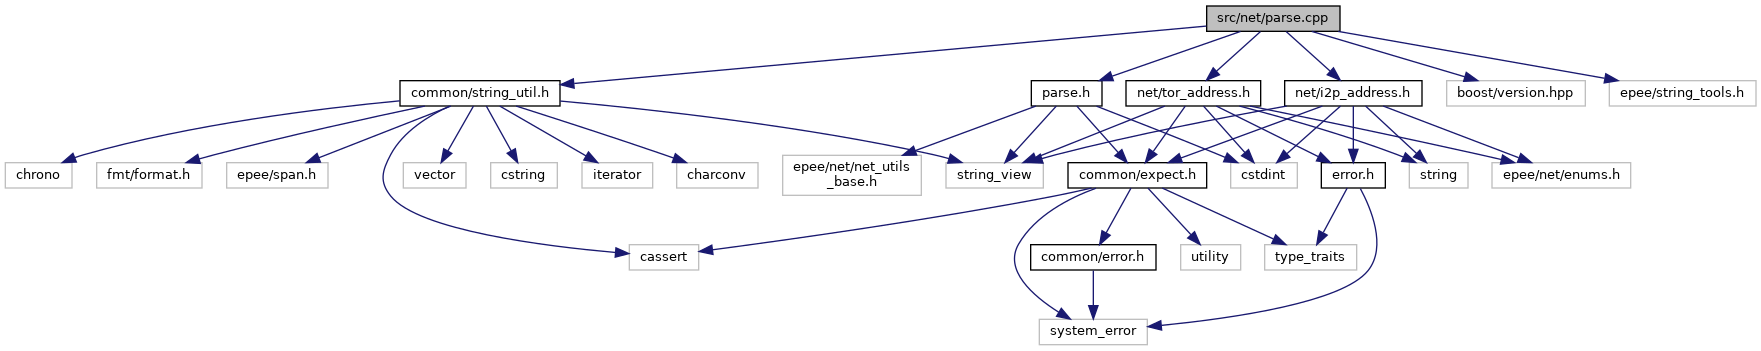 src/net/parse.cpp
common/string_util.h
parse.h
net/tor_address.h
net/i2p_address.h
boost/version.hpp
epee/string_tools.h
chrono
fmt/format.h
epee/span.h
vector
cstring
iterator
charconv
epee/net/net_utils
_base.h
string_view
common/expect.h
cstdint
error.h
string
epee/net/enums.h
cassert
common/error.h
utility
type_traits
system_error